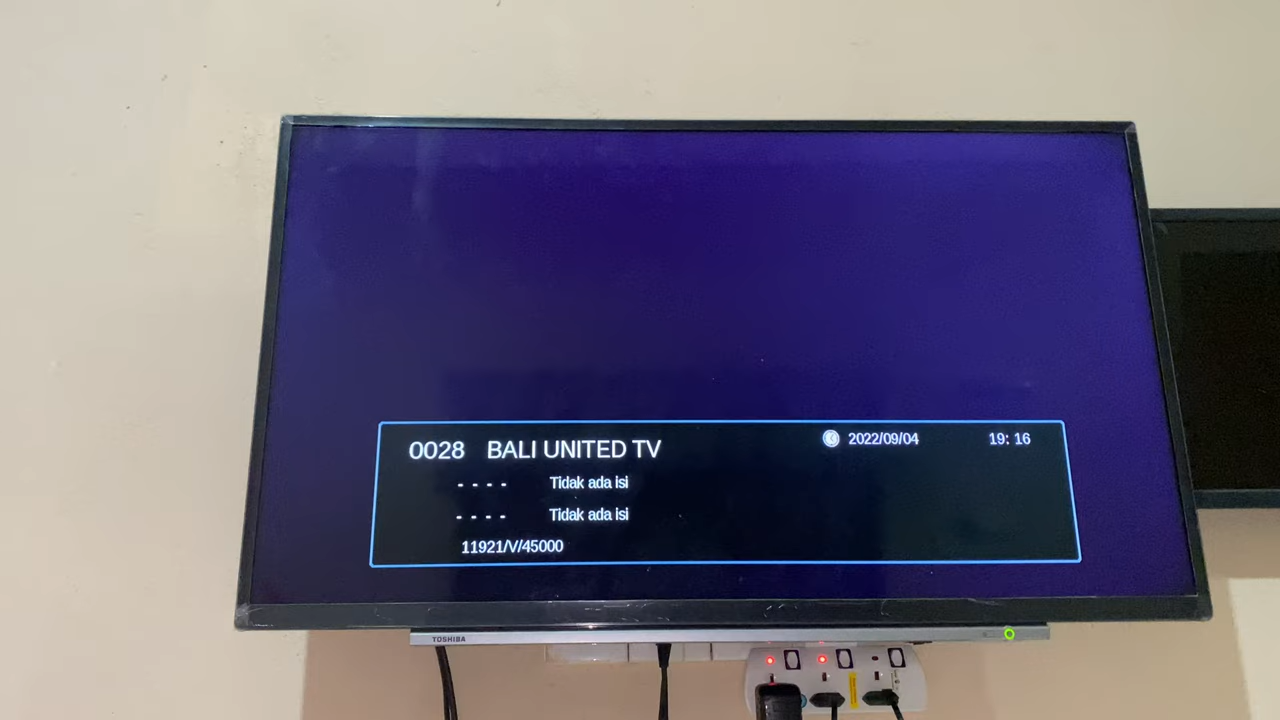 0028 BALI UNITED TV 2022/09/04 19: 16
- - - - Tidak ada isi
- - - - Tidak ada isi
11921/V/45000
TOSHIBA